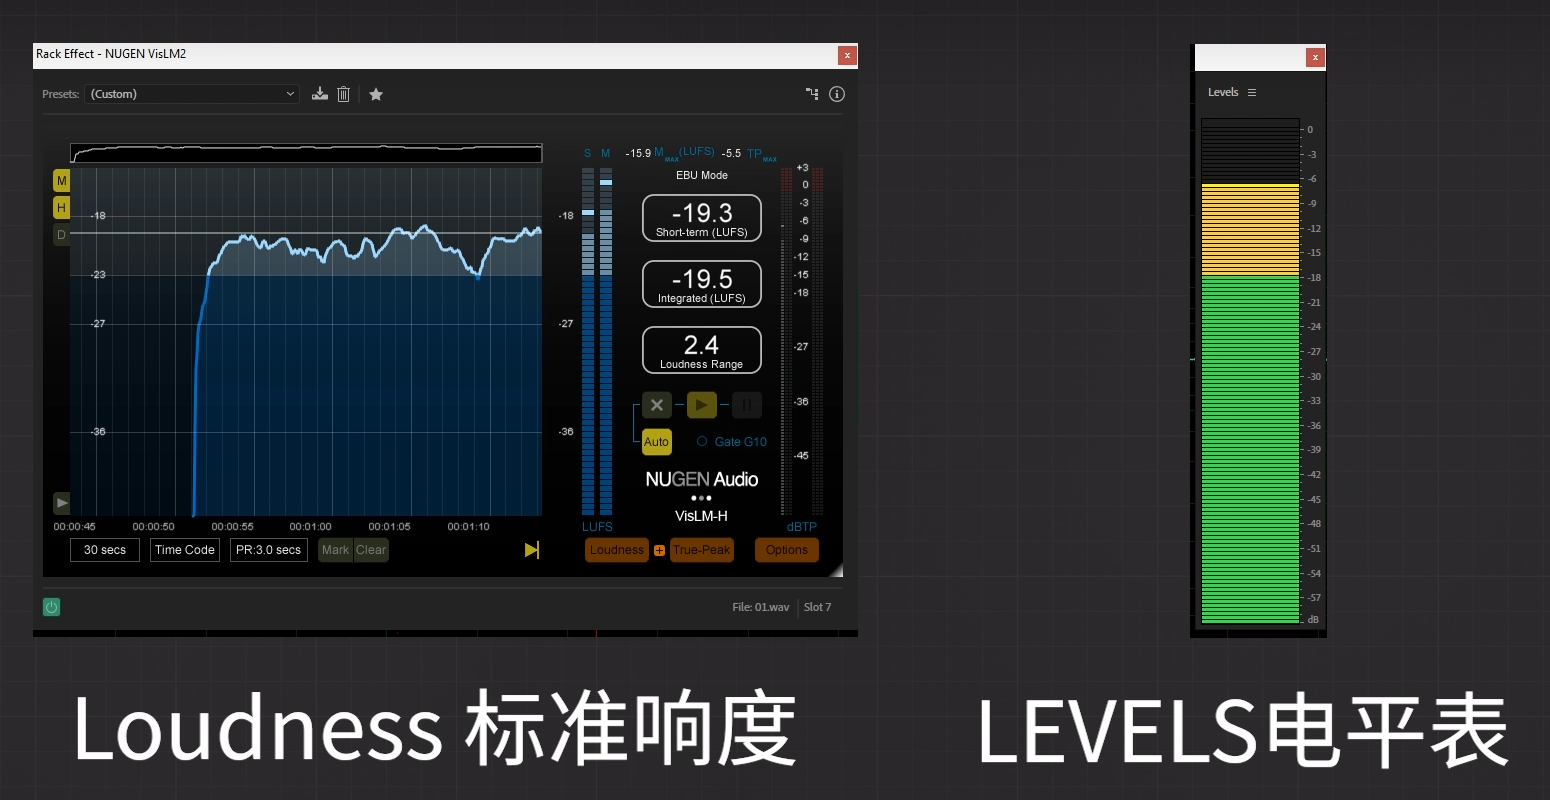 Rack Effect - NUGEN VisLM2
x
Presets: (Custom)
S M -15.9 M MAX (LUFS) -5.5 TP MAX
EBU Mode
M
H
D
-18
-23
-27
-36
00:00:45 00:00:50 00:00:55 00:01:00 00:01:05 00:01:10
30 secs Time Code PR:3.0 secs Mark Clear
-18
-27
-36
LUFS
-19.3
Short-term (LUFS)
-19.5
Integrated (LUFS)
2.4
Loudness Range
Auto Gate G10
NUGEN Audio
VisLM-H
+3
0
-3
-6
-9
-12
-15
-18
-27
-36
-45
dBTP
Loudness + True-Peak Options
File: 01.wav Slot 7
x
Levels
0
-3
-6
-9
-12
-15
-18
-21
-24
-27
-30
-33
-36
-39
-42
-45
-48
-51
-54
-57
dB
Loudness 标准响度
LEVELS电平表